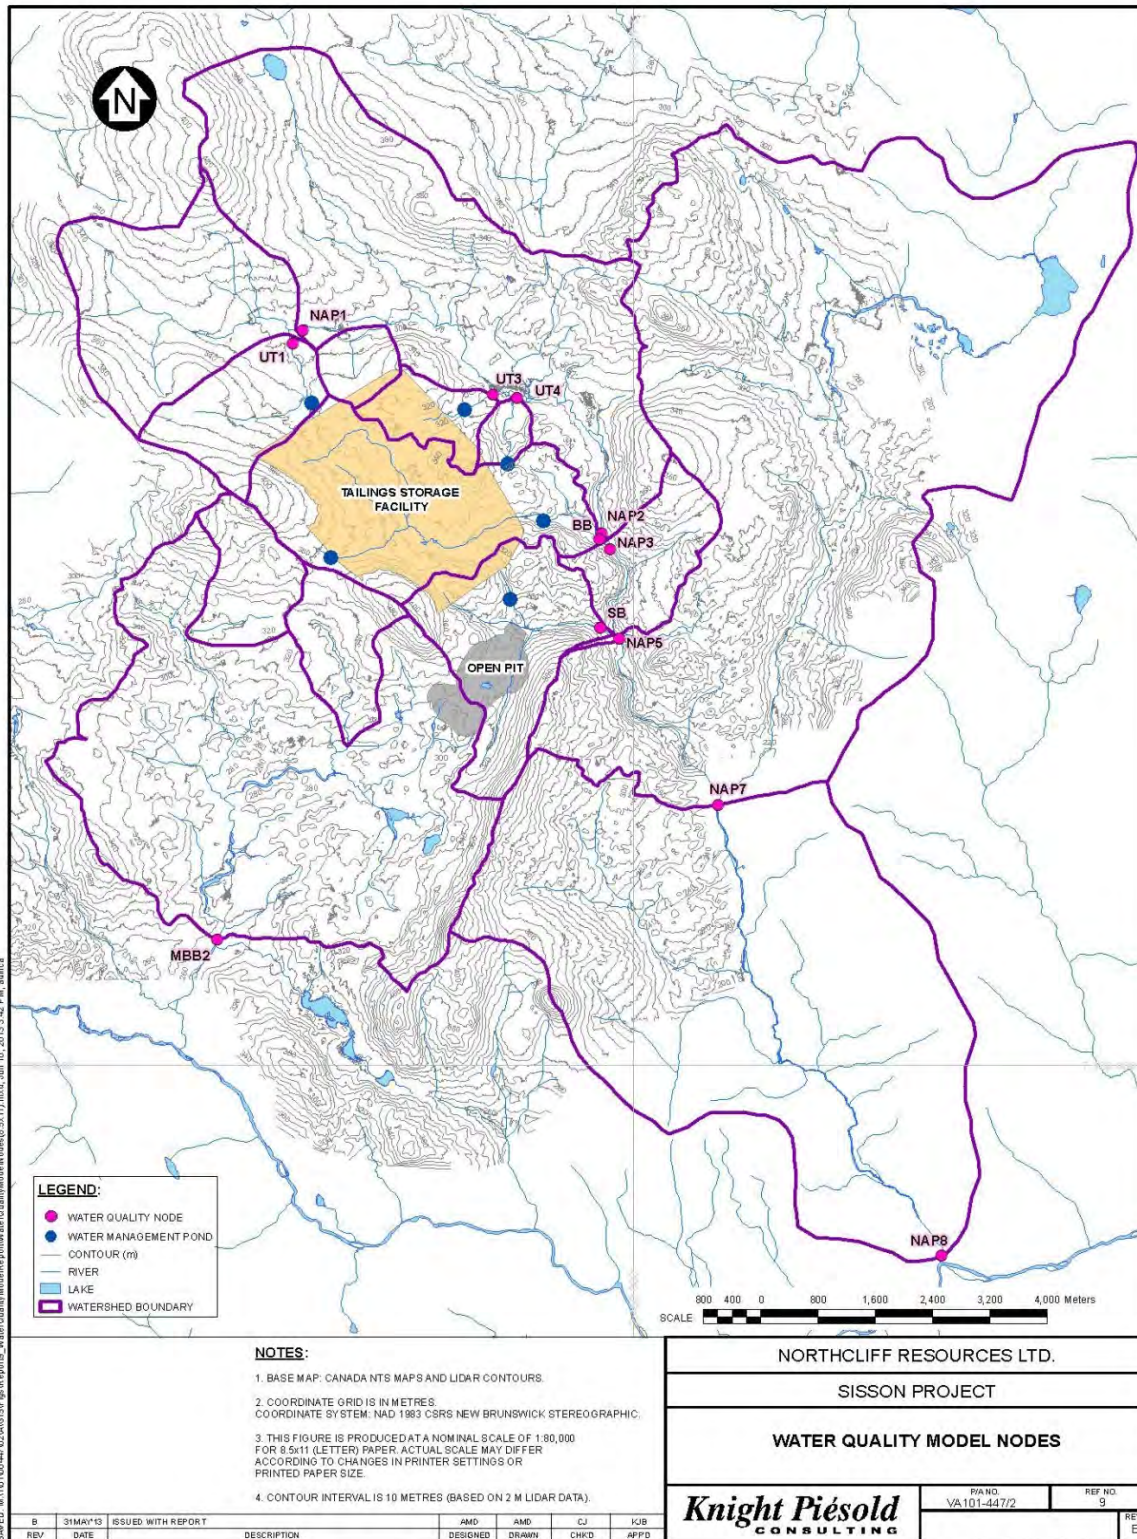 N
NAP1
UT1
UT3
UT4
TAILINGS STORAGE
FACILITY
NAP2
BB
NAP3
SB
NAP5
OPEN PIT
NAP7
MBB2
NAP8
LEGEND:
WATER QUALITY NODE
WATER MANAGEMENT POND
CONTOUR (m)
RIVER
LAKE
WATERSHED BOUNDARY
SCALE
800 400 0 800 1,600 2,400 3,200 4,000 Meters
NOTES:
1. BASE MAP: CANADA NTS MAPS AND LIDAR CONTOURS.
2. COORDINATE GRID IS IN METRES.
COORDINATE SYSTEM: NAD 1983 CSRS NEW BRUNSWICK STEREOGRAPHIC.
3. THIS FIGURE IS PRODUCED AT A NOMINAL SCALE OF 1:80,000
FOR 8.5x11 (LETTER) PAPER. ACTUAL SCALE MAY DIFFER
ACCORDING TO CHANGES IN PRINTER SETTINGS OR
PRINTED PAPER SIZE.
4. CONTOUR INTERVAL IS 10 METRES (BASED ON 2 M LIDAR DATA).
NORTHCLIFF RESOURCES LTD.
SISSON PROJECT
WATER QUALITY MODEL NODES
Knight Piésold
CONSULTING
P/A NO.
VA101-447/2
REF NO.
9
B 31MAY'13 ISSUED WITH REPORT AMD AMD CJ KJB
REV DATE DESCRIPTION DESIGNED DRAWN CHK'D APP'D